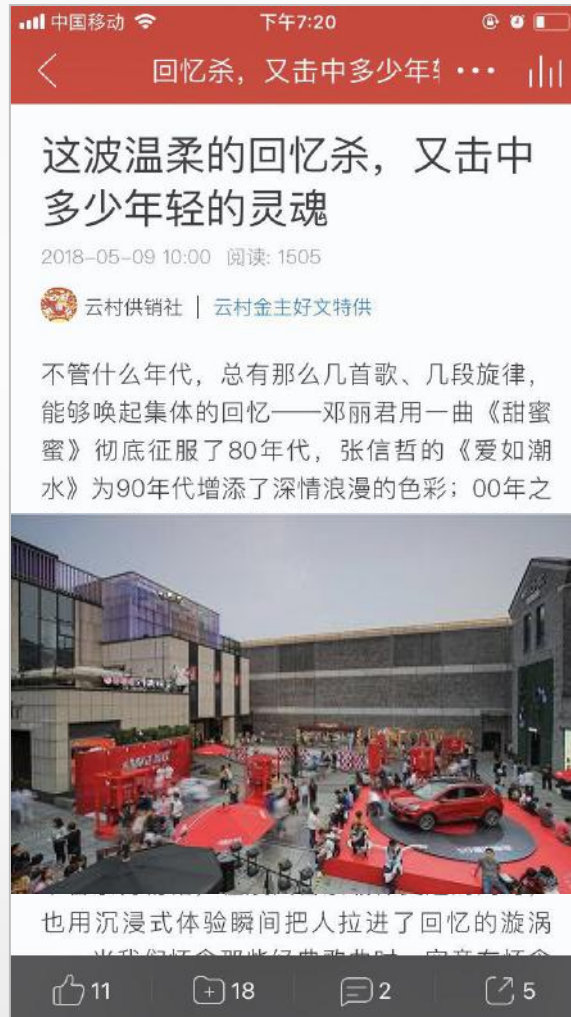 中国移动
下午7:20
回忆杀，又击中多少年轻
这波温柔的回忆杀，又击中
多少年轻的灵魂
2018-05-09 10:00 阅读: 1505
云村供销社 | 云村金主好文特供
不管什么年代，总有那么几首歌、几段旋律，
能够唤起集体的回忆——邓丽君用一曲《甜蜜
蜜》彻底征服了80年代，张信哲的《爱如潮
水》为90年代增添了深情浪漫的色彩；00年之
也用沉浸式体验瞬间把人拉进了回忆的漩涡
11
18
2
5